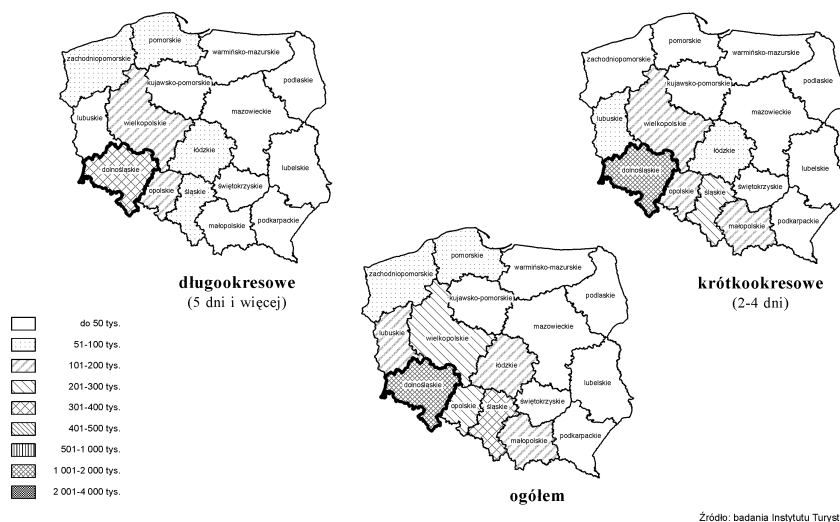 pomorskie
warmińsko-mazurskie
zachodniopomorskie
kujawsko-pomorskie
podlaskie
lubuskie
wielkopolskie
mazowieckie
łódzkie
dolnośląskie
lubelskie
opolskie
śląskie
świętokrzyskie
małopolskie
podkarpackie
długookresowe
(5 dni i więcej)
pomorskie
warmińsko-mazurskie
zachodniopomorskie
kujawsko-pomorskie
podlaskie
lubuskie
wielkopolskie
mazowieckie
łódzkie
dolnośląskie
lubelskie
opolskie
śląskie
świętokrzyskie
małopolskie
podkarpackie
krótkookresowe
(2-4 dni)
pomorskie
warmińsko-mazurskie
zachodniopomorskie
kujawsko-pomorskie
podlaskie
lubuskie
wielkopolskie
mazowieckie
łódzkie
dolnośląskie
lubelskie
opolskie
śląskie
świętokrzyskie
małopolskie
podkarpackie
ogółem
do 50 tys.
51-100 tys.
101-200 tys.
201-300 tys.
301-400 tys.
401-500 tys.
501-1 000 tys.
1 001-2 000 tys.
2 001-4 000 tys.
Źródło: badania Instytutu Turyst